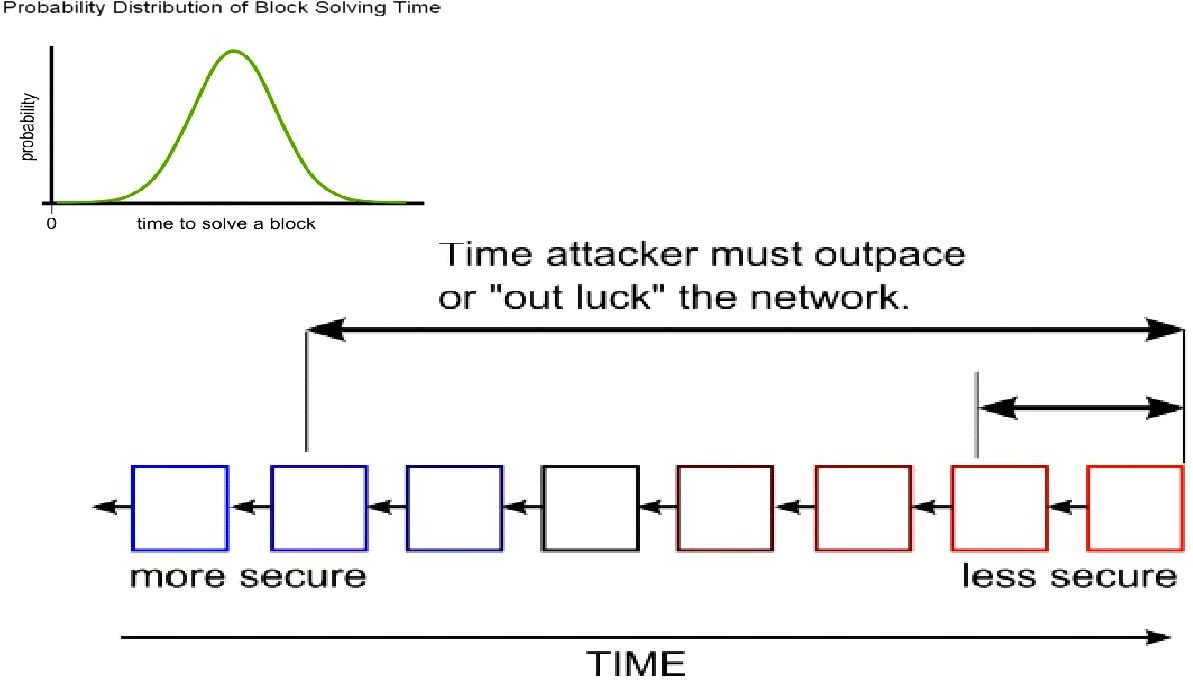 Probability Distribution of Block Solving Time
probability
0
time to solve a block
Time attacker must outpace
or "out luck" the network.
more secure
less secure
TIME